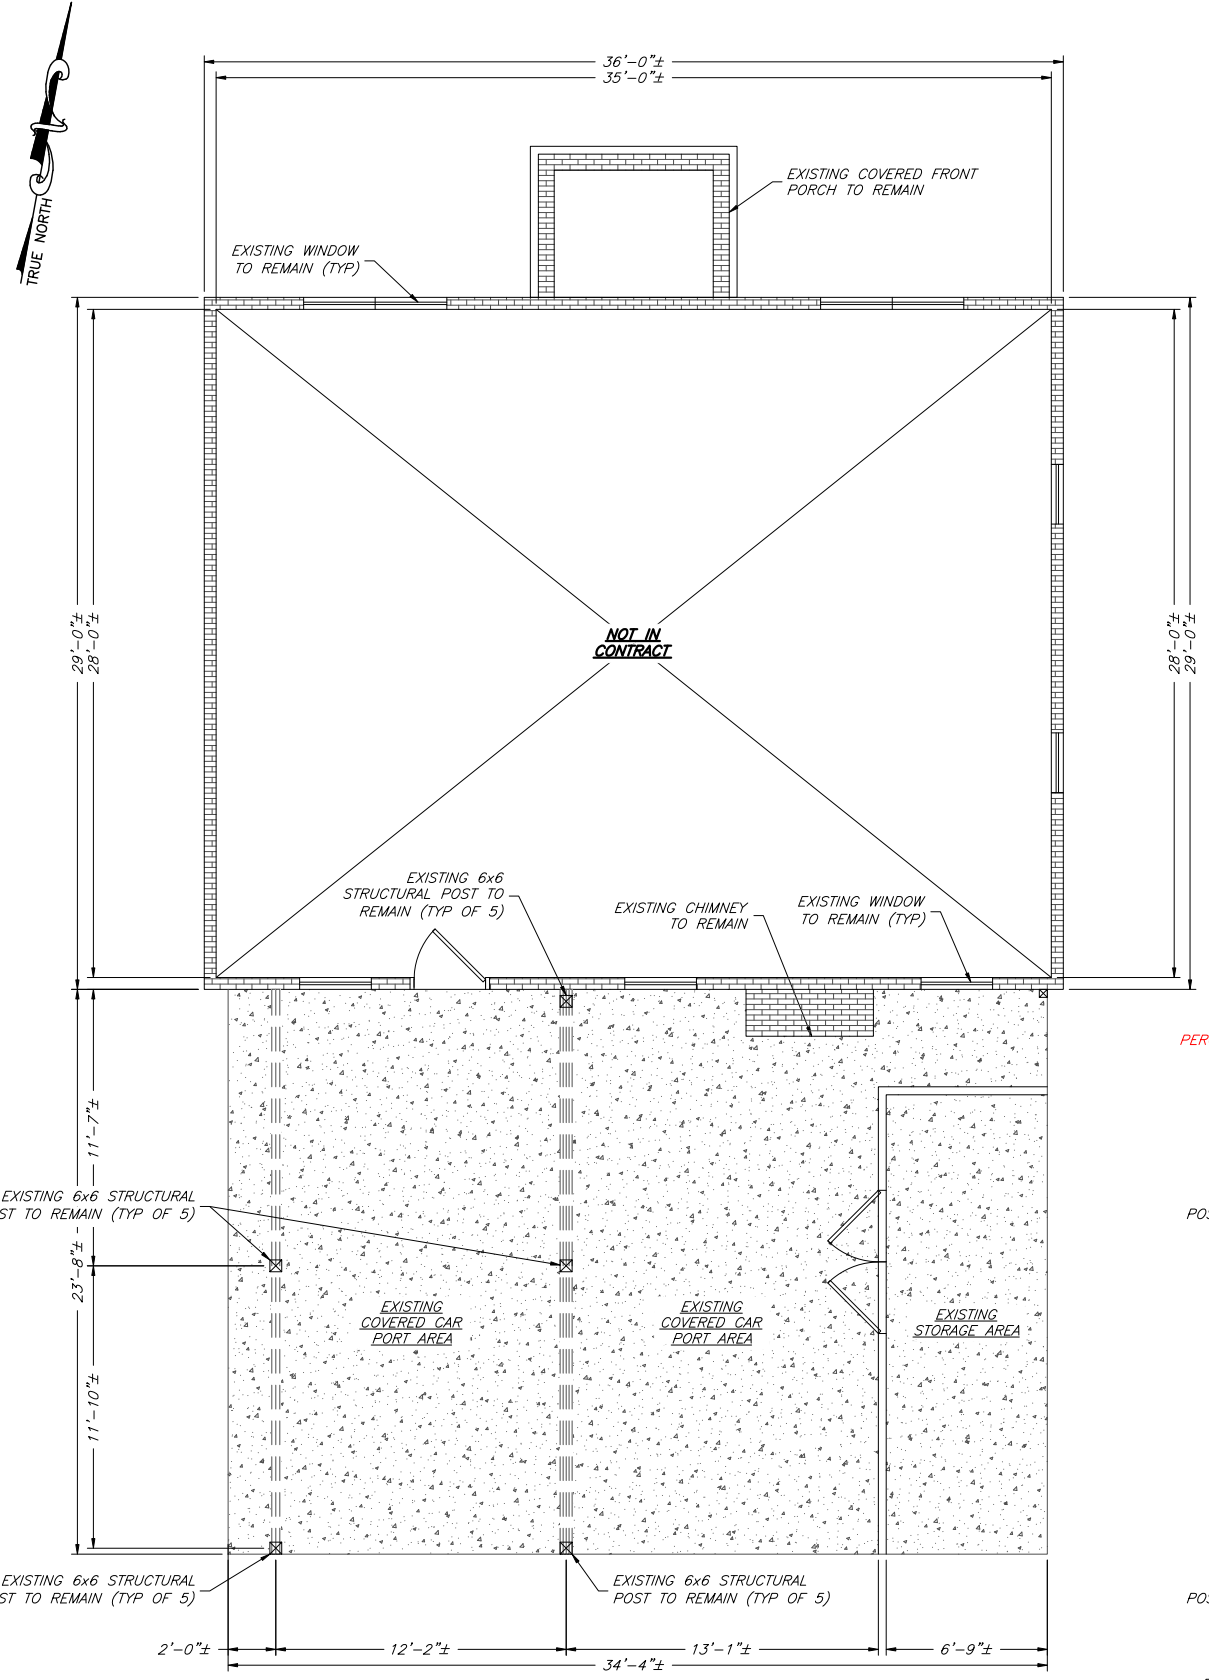 36'-0"±
35'-0"±
TRUE NORTH
EXISTING COVERED FRONT
PORCH TO REMAIN
EXISTING WINDOW
TO REMAIN (TYP)
29'-0"±
28'-0"±
28'-0"±
29'-0"±
NOT IN
CONTRACT
EXISTING 6x6
STRUCTURAL POST TO
REMAIN (TYP OF 5)
EXISTING CHIMNEY
TO REMAIN
EXISTING WINDOW
TO REMAIN (TYP)
PER
11'-7"±
EXISTING 6x6 STRUCTURAL
ST TO REMAIN (TYP OF 5)
POS
23'-8"±
EXISTING
COVERED CAR
PORT AREA
EXISTING
COVERED CAR
PORT AREA
EXISTING
STORAGE AREA
11'-10"±
EXISTING 6x6 STRUCTURAL
ST TO REMAIN (TYP OF 5)
EXISTING 6x6 STRUCTURAL
POST TO REMAIN (TYP OF 5)
POS
2'-0"±
12'-2"±
13'-1"±
6'-9"±
34'-4"±